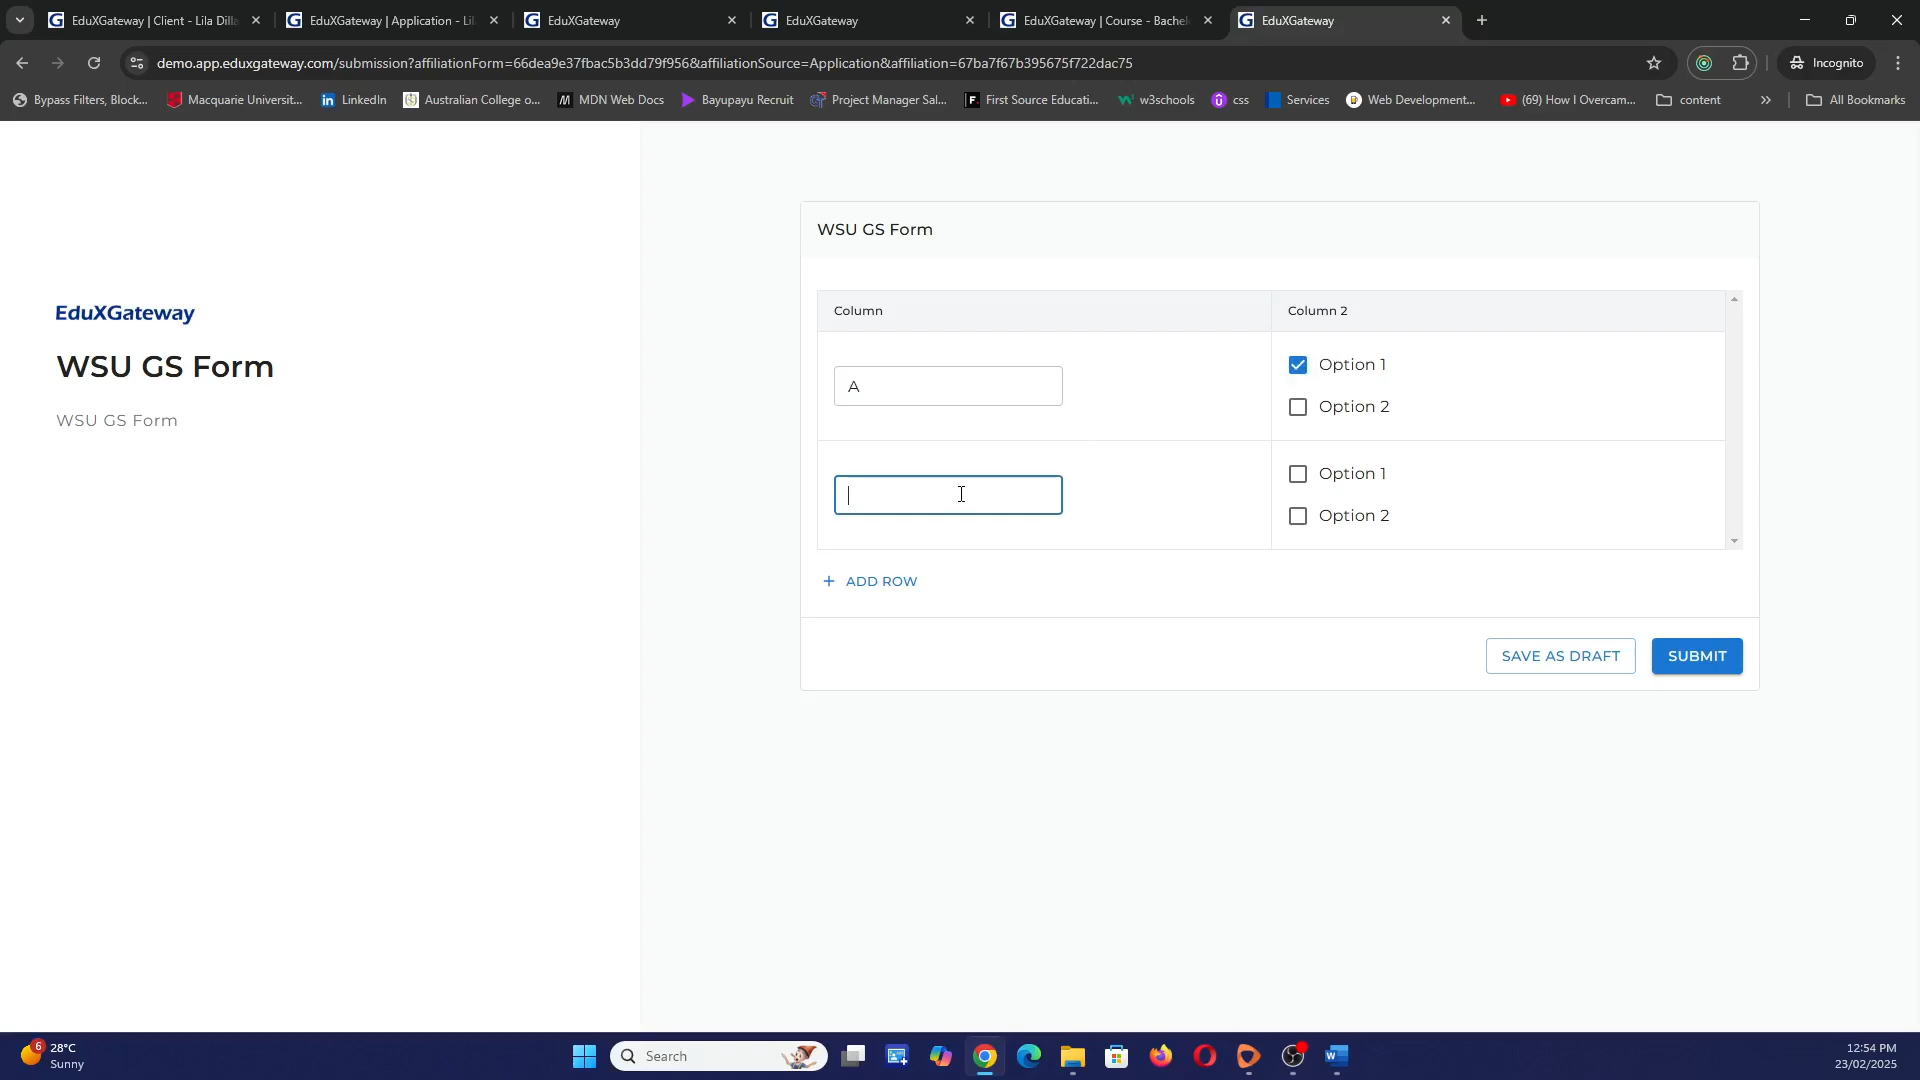 EduXGateway | Client - Lila Dilla
EduXGateway | Application - Lil
EduXGateway
EduXGateway
EduXGateway | Course - Bachel
EduXGateway
demo.app.eduxgateway.com/submission?affiliationForm=66dea9e37fbac5b3dd79f956&affiliationSource=Application&affiliation=67ba7f67b395675f722dac75
Incognito
Bypass Filters, Block...
Macquarie Universit...
LinkedIn
Australian College o...
MDN Web Docs
Bayupayu Recruit
Project Manager Sal...
First Source Educati...
w3schools
css
Services
Web Development...
(69) How I Overcam...
content
All Bookmarks
EduXGateway
WSU GS Form
WSU GS Form
WSU GS Form
Column
Column 2
A
Option 1
Option 2
Option 1
Option 2
+ ADD ROW
SAVE AS DRAFT
SUBMIT
6
28°C
Sunny
Search
12:54 PM
23/02/2025